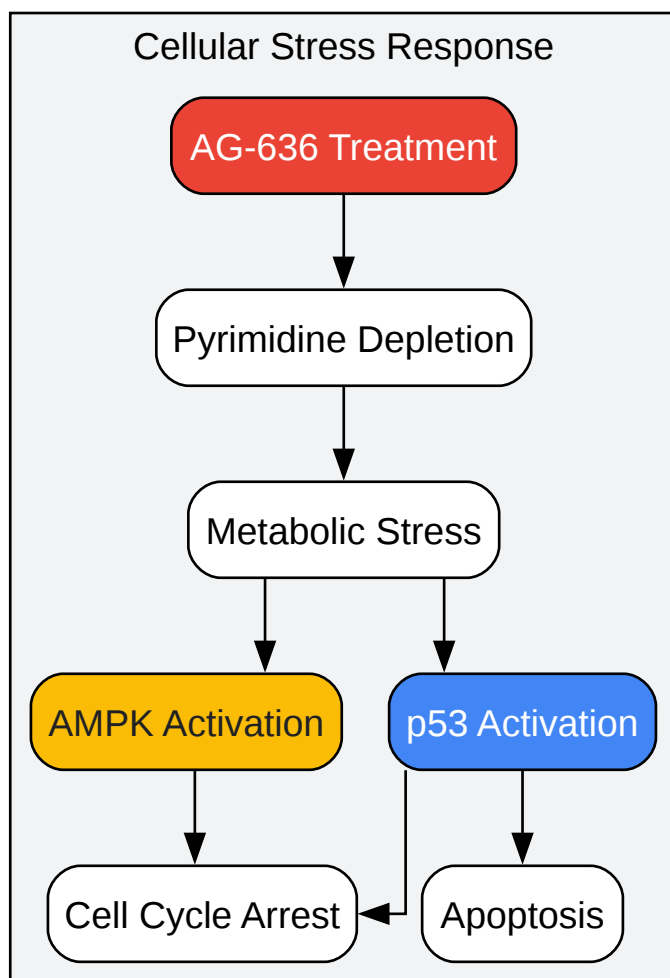 Cellular Stress Response
AG-636 Treatment
Pyrimidine Depletion
Metabolic Stress
AMPK Activation
p53 Activation
Cell Cycle Arrest
Apoptosis